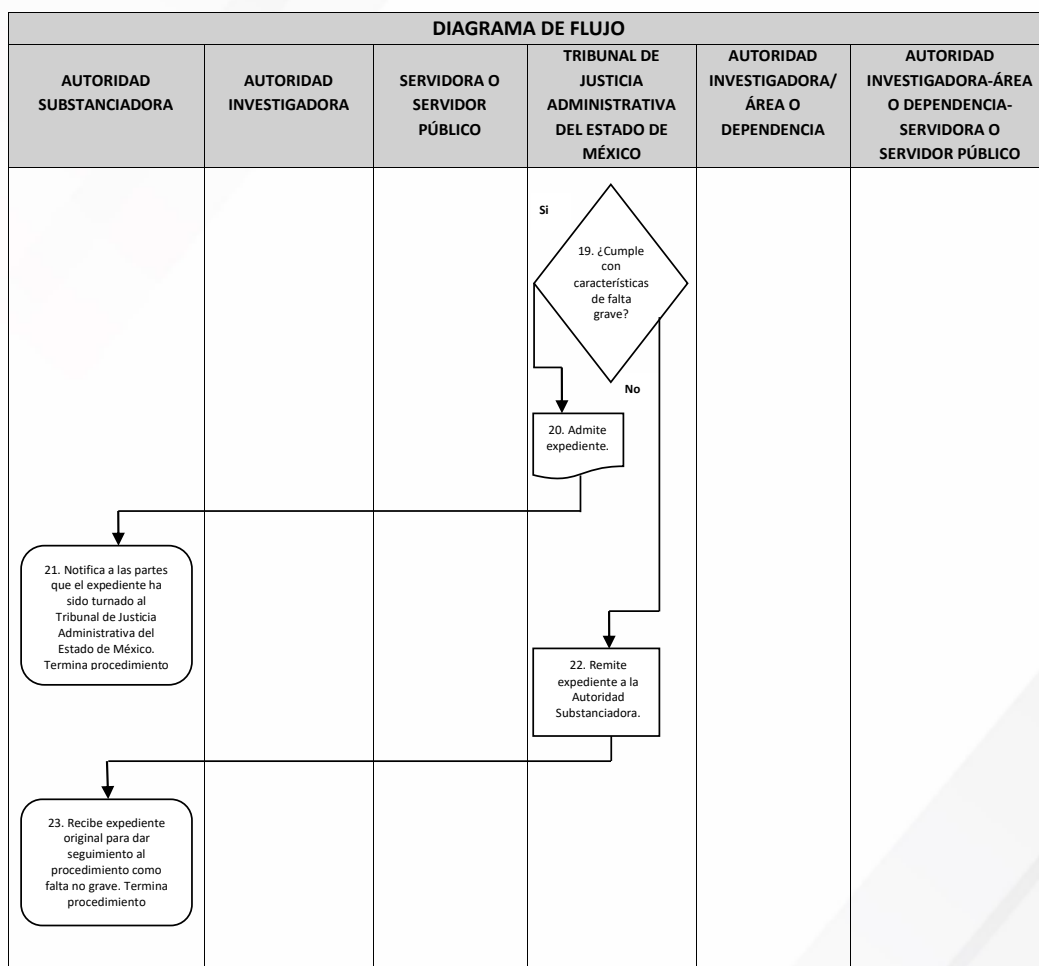 DIAGRAMA DE FLUJO
AUTORIDAD
SUBSTANCIADORA
AUTORIDAD
INVESTIGADORA
SERVIDORA O
SERVIDOR
PÚBLICO
TRIBUNAL DE
JUSTICIA
ADMINISTRATIVA
DEL ESTADO DE
MÉXICO
AUTORIDAD
INVESTIGADORA/
ÁREA O
DEPENDENCIA
AUTORIDAD
INVESTIGADORA-ÁREA
O DEPENDENCIA-
SERVIDORA O
SERVIDOR PÚBLICO
Si
19. ¿Cumple
con
características
de falta
grave?
No
20. Admite
expediente.
21. Notifica a las partes
que el expediente ha
sido turnado al
Tribunal de Justicia
Administrativa del
Estado de México.
Termina procedimiento
22. Remite
expediente a la
Autoridad
Substanciadora.
23. Recibe expediente
original para dar
seguimiento al
procedimiento como
falta no grave. Termina
procedimiento